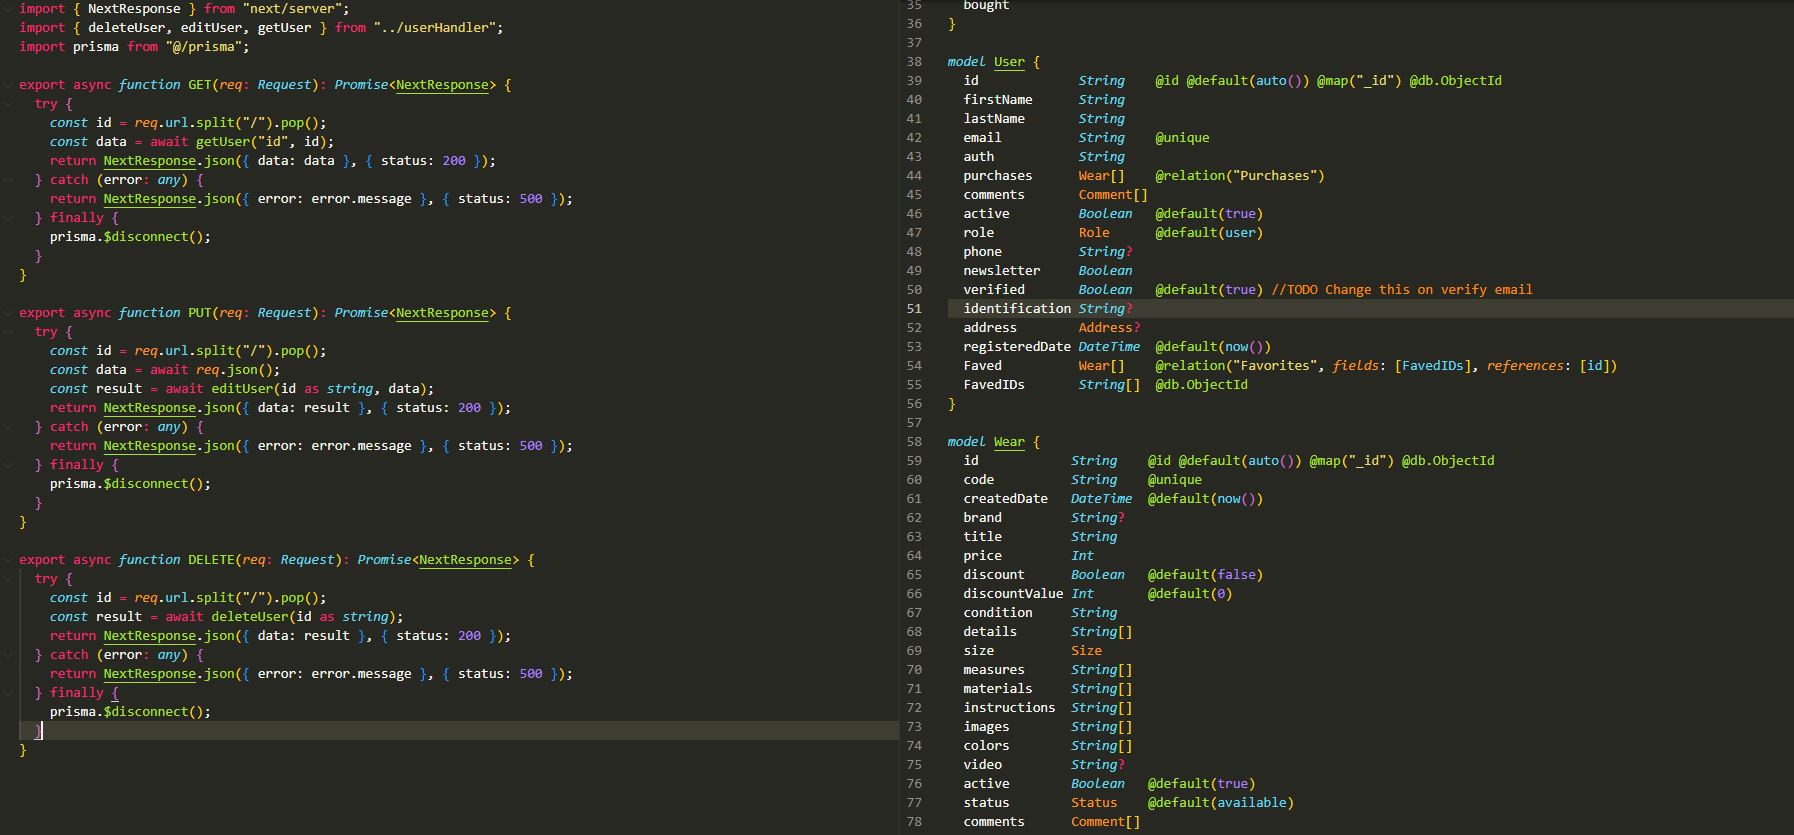 import { NextResponse } from "next/server";
import { deleteUser, editUser, getUser } from "../userHandler";
import prisma from "@/prisma";

export async function GET(req: Request): Promise<NextResponse> {
  try {
    const id = req.url.split("/").pop();
    const data = await getUser("id", id);
    return NextResponse.json({ data: data }, { status: 200 });
  } catch (error: any) {
    return NextResponse.json({ error: error.message }, { status: 500 });
  } finally {
    prisma.$disconnect();
  }
}

export async function PUT(req: Request): Promise<NextResponse> {
  try {
    const id = req.url.split("/").pop();
    const data = await req.json();
    const result = await editUser(id as string, data);
    return NextResponse.json({ data: result }, { status: 200 });
  } catch (error: any) {
    return NextResponse.json({ error: error.message }, { status: 500 });
  } finally {
    prisma.$disconnect();
  }
}

export async function DELETE(req: Request): Promise<NextResponse> {
  try {
    const id = req.url.split("/").pop();
    const result = await deleteUser(id as string);
    return NextResponse.json({ data: result }, { status: 200 });
  } catch (error: any) {
    return NextResponse.json({ error: error.message }, { status: 500 });
  } finally {
    prisma.$disconnect();
  }
}
35   bought
36 }
37
38 model User {
39   id             String    @id @default(auto()) @map("_id") @db.ObjectId
40   firstName      String
41   lastName       String
42   email          String    @unique
43   auth           String
44   purchases      Wear[]    @relation("Purchases")
45   comments       Comment[]
46   active         Boolean   @default(true)
47   role           Role      @default(user)
48   phone          String?
49   newsletter     Boolean
50   verified       Boolean   @default(true) //TODO Change this on verify email
51   identification String?
52   address        Address?
53   registeredDate DateTime  @default(now())
54   Faved          Wear[]    @relation("Favorites", fields: [FavedIDs], references: [id])
55   FavedIDs       String[]  @db.ObjectId
56 }
57
58 model Wear {
59   id            String    @id @default(auto()) @map("_id") @db.ObjectId
60   code          String    @unique
61   createdDate   DateTime  @default(now())
62   brand         String?
63   title         String
64   price         Int
65   discount      Boolean   @default(false)
66   discountValue Int       @default(0)
67   condition     String
68   details       String[]
69   size          Size
70   measures      String[]
71   materials     String[]
72   instructions  String[]
73   images        String[]
74   colors        String[]
75   video         String?
76   active        Boolean   @default(true)
77   status        Status    @default(available)
78   comments      Comment[]